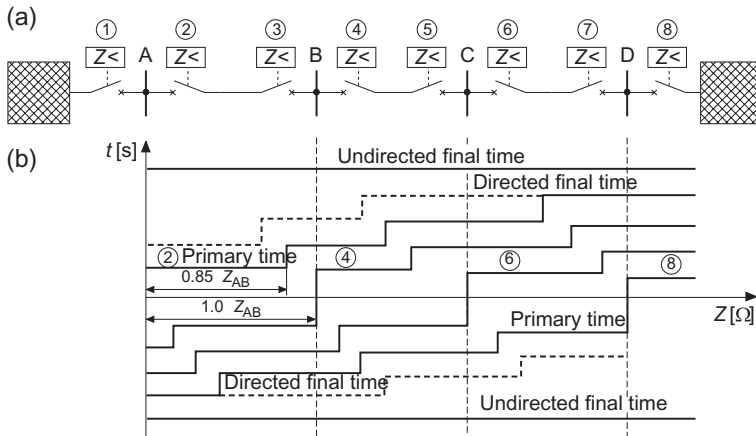 (a)
① ② A ③ B ④ ⑤ C ⑥ ⑦ D ⑧
Z< Z< Z< Z< Z< Z< Z< Z<
(b)
t [s]
Undirected final time
Directed final time
② Primary time ④ ⑥ ⑧
0.85 Z_AB
1.0 Z_AB
Z [Ω]
Primary time
Directed final time
Undirected final time